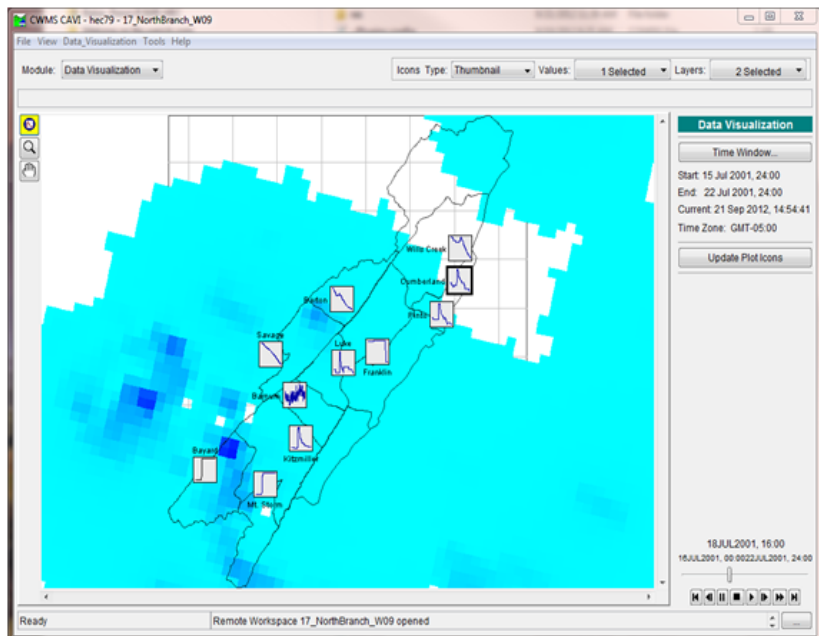 CWMS CAVI - hec79 - 17_NorthBranch_W09
File View Data_Visualization Tools Help
Module: Data Visualization Icons Type: Thumbnail Values: 1 Selected Layers: 2 Selected
Data Visualization
Time Window...
Start: 15 Jul 2001, 24:00
End: 22 Jul 2001, 24:00
Current: 21 Sep 2012, 14:54:41
Time Zone: GMT-05:00
Update Plot Icons
Wills Creek
Cumberland
Pinto
Barton
Savage
Luke
Franklin
Barnum
Kitzmiller
Bayard
Mt. Storm
18JUL2001, 16:00
16JUL2001, 00:0022JUL2001, 24:00
Ready Remote Workspace 17_NorthBranch_W09 opened
...